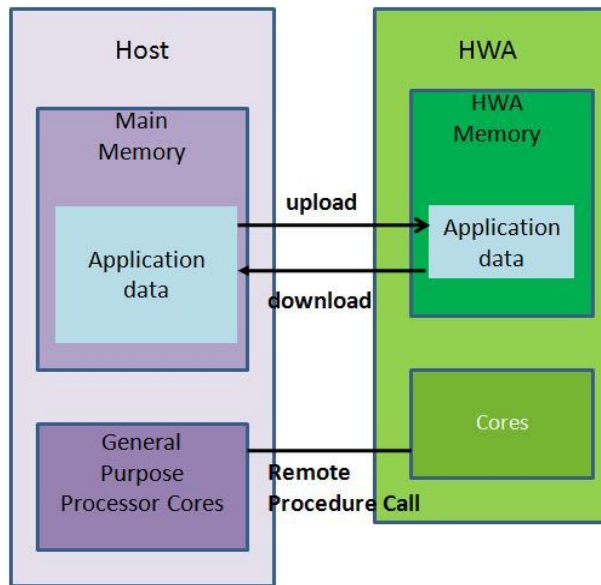 Host
HWA
Main
Memory
HWA
Memory
upload
Application
data
Application
data
download
General
Purpose
Processor Cores
Cores
Remote
Procedure Call